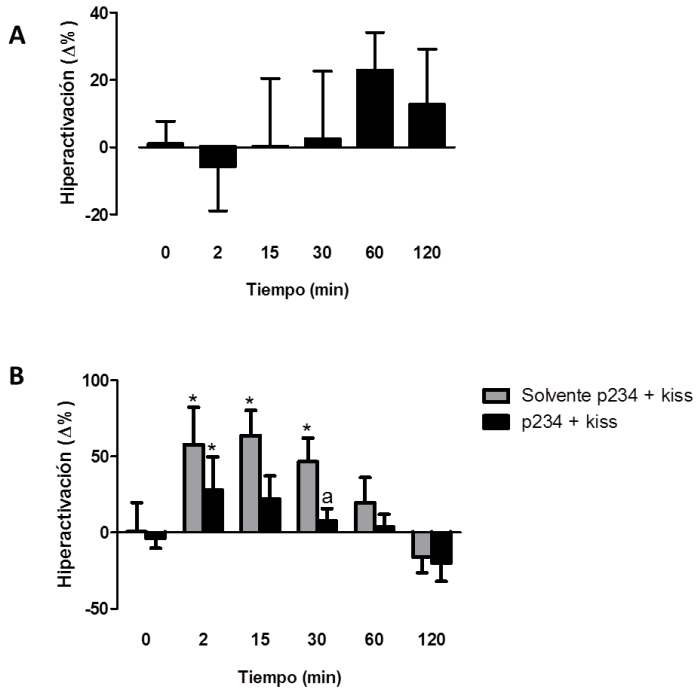 A
Hiperactivación (Δ%)
40
20
0
-20
0 2 15 30 60 120
Tiempo (min)
B
Hiperactivación (Δ%)
100
50
0
-50
* * * * a
0 2 15 30 60 120
Tiempo (min)
Solvente p234 + kiss
p234 + kiss